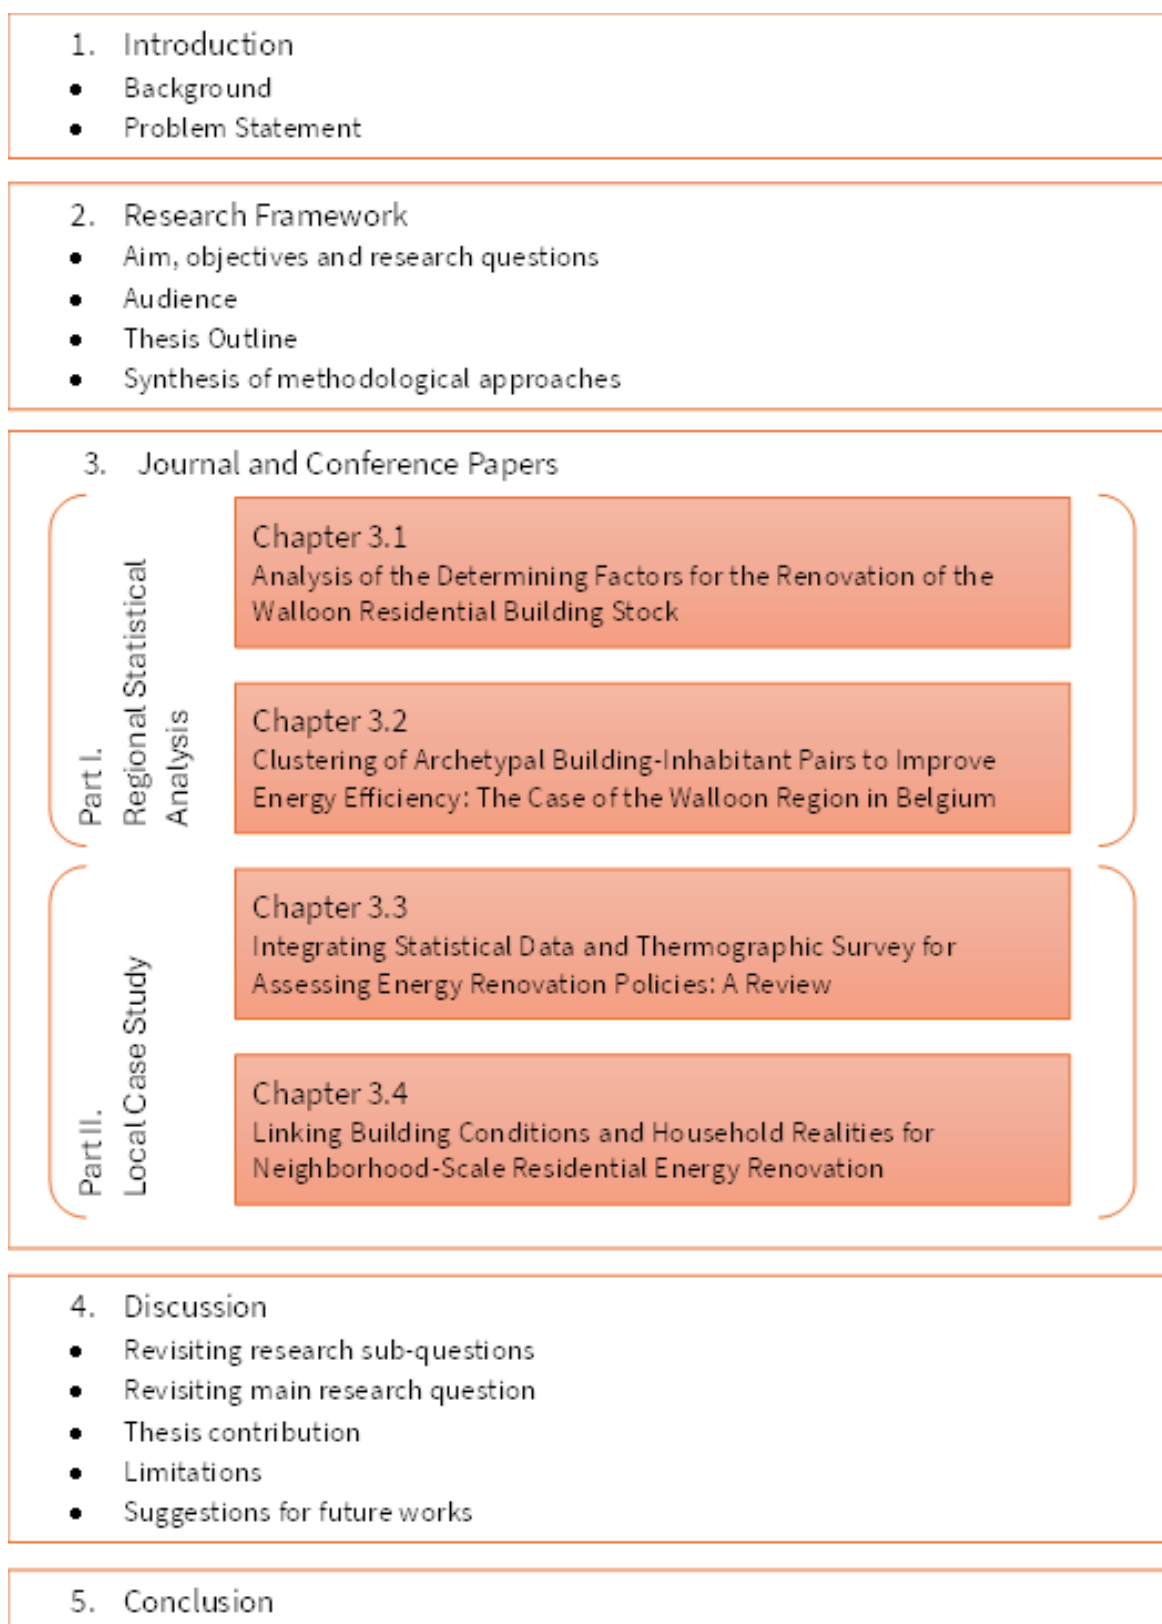 1. Introduction
● Background
● Problem Statement
2. Research Framework
● Aim, objectives and research questions
● Audience
● Thesis Outline
● Synthesis of methodological approaches
3. Journal and Conference Papers
Part I.
Regional Statistical
Analysis
Chapter 3.1
Analysis of the Determining Factors for the Renovation of the
Walloon Residential Building Stock
Chapter 3.2
Clustering of Archetypal Building-Inhabitant Pairs to Improve
Energy Efficiency: The Case of the Walloon Region in Belgium
Part II.
Local Case Study
Chapter 3.3
Integrating Statistical Data and Thermographic Survey for
Assessing Energy Renovation Policies: A Review
Chapter 3.4
Linking Building Conditions and Household Realities for
Neighborhood-Scale Residential Energy Renovation
4. Discussion
● Revisiting research sub-questions
● Revisiting main research question
● Thesis contribution
● Limitations
● Suggestions for future works
5. Conclusion